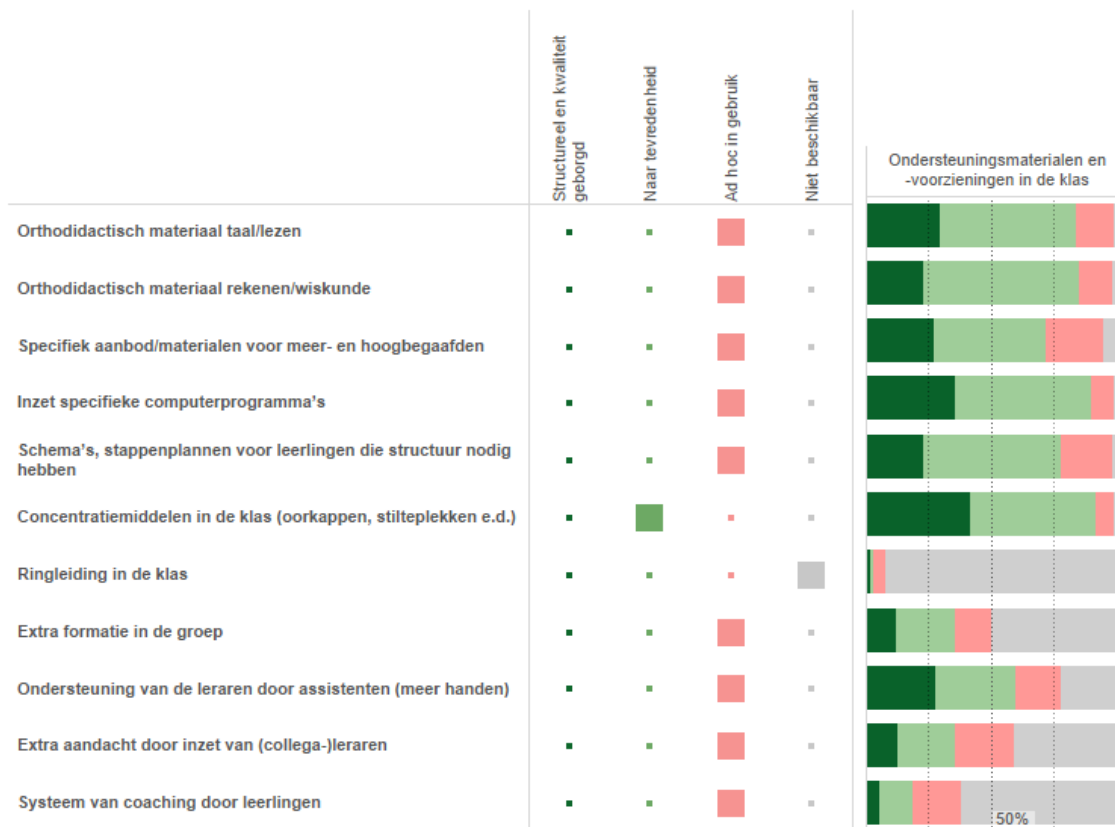 Structureel en kwaliteit
geborgd
Naar tevredenheid
Ad hoc in gebruik
Niet beschikbaar
Ondersteuningsmaterialen en
-voorzieningen in de klas
Orthodidactisch materiaal taal/lezen
Orthodidactisch materiaal rekenen/wiskunde
Specifiek aanbod/materialen voor meer- en hoogbegaafden
Inzet specifieke computerprogramma's
Schema's, stappenplannen voor leerlingen die structuur nodig
hebben
Concentratiemiddelen in de klas (oorkappen, stilteplekken e.d.)
Ringleiding in de klas
Extra formatie in de groep
Ondersteuning van de leraren door assistenten (meer handen)
Extra aandacht door inzet van (collega-)leraren
Systeem van coaching door leerlingen
50%